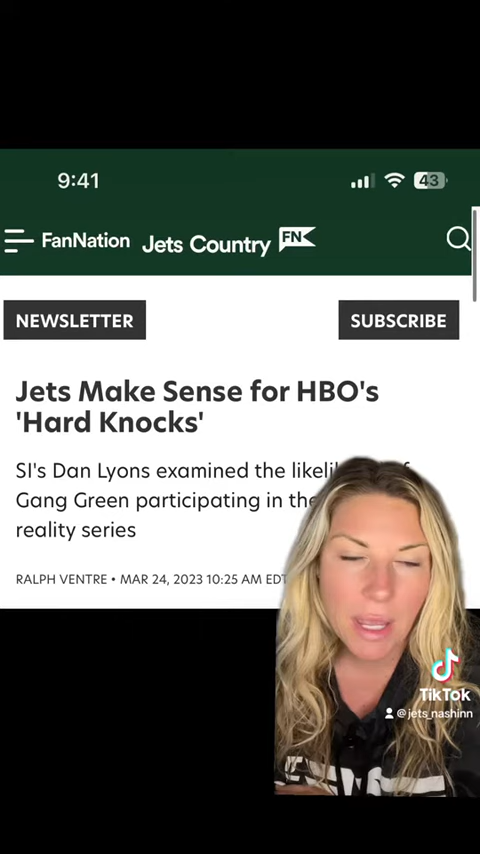 9:41
43
FanNation Jets Country FN
NEWSLETTER
SUBSCRIBE
Jets Make Sense for HBO's
'Hard Knocks'
SI's Dan Lyons examined the
Gang Green participating in the
reality series
RALPH VENTRE • MAR 24, 2023 10:25 AM EDT
TikTok
@jets_nashinn